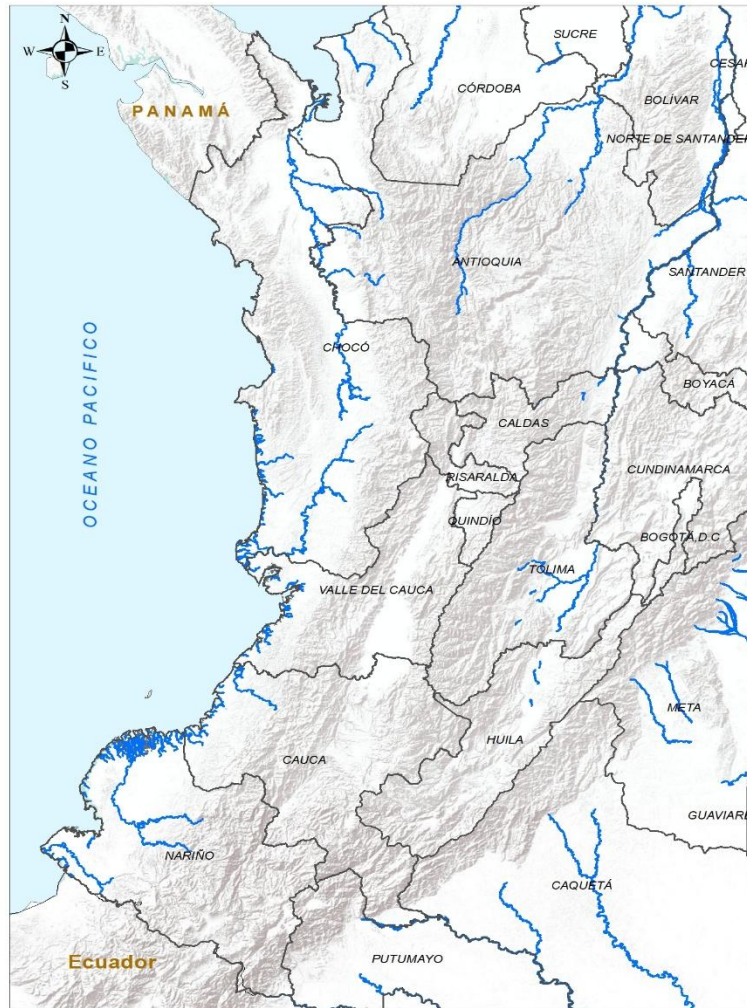 N
W E
S
PANAMÁ
SUCRE
CÓRDOBA
CESAR
BOLÍVAR
NORTE DE SANTANDER
ANTIOQUIA
SANTANDER
CHOCÓ
BOYACÁ
CALDAS
CUNDINAMARCA
RISARALDA
QUINDÍO
BOGOTÁ,D.C
TOLIMA
VALLE DEL CAUCA
OCEANO PACIFICO
META
HUILA
CAUCA
GUAVIARE
NARIÑO
CAQUETÁ
Ecuador
PUTUMAYO